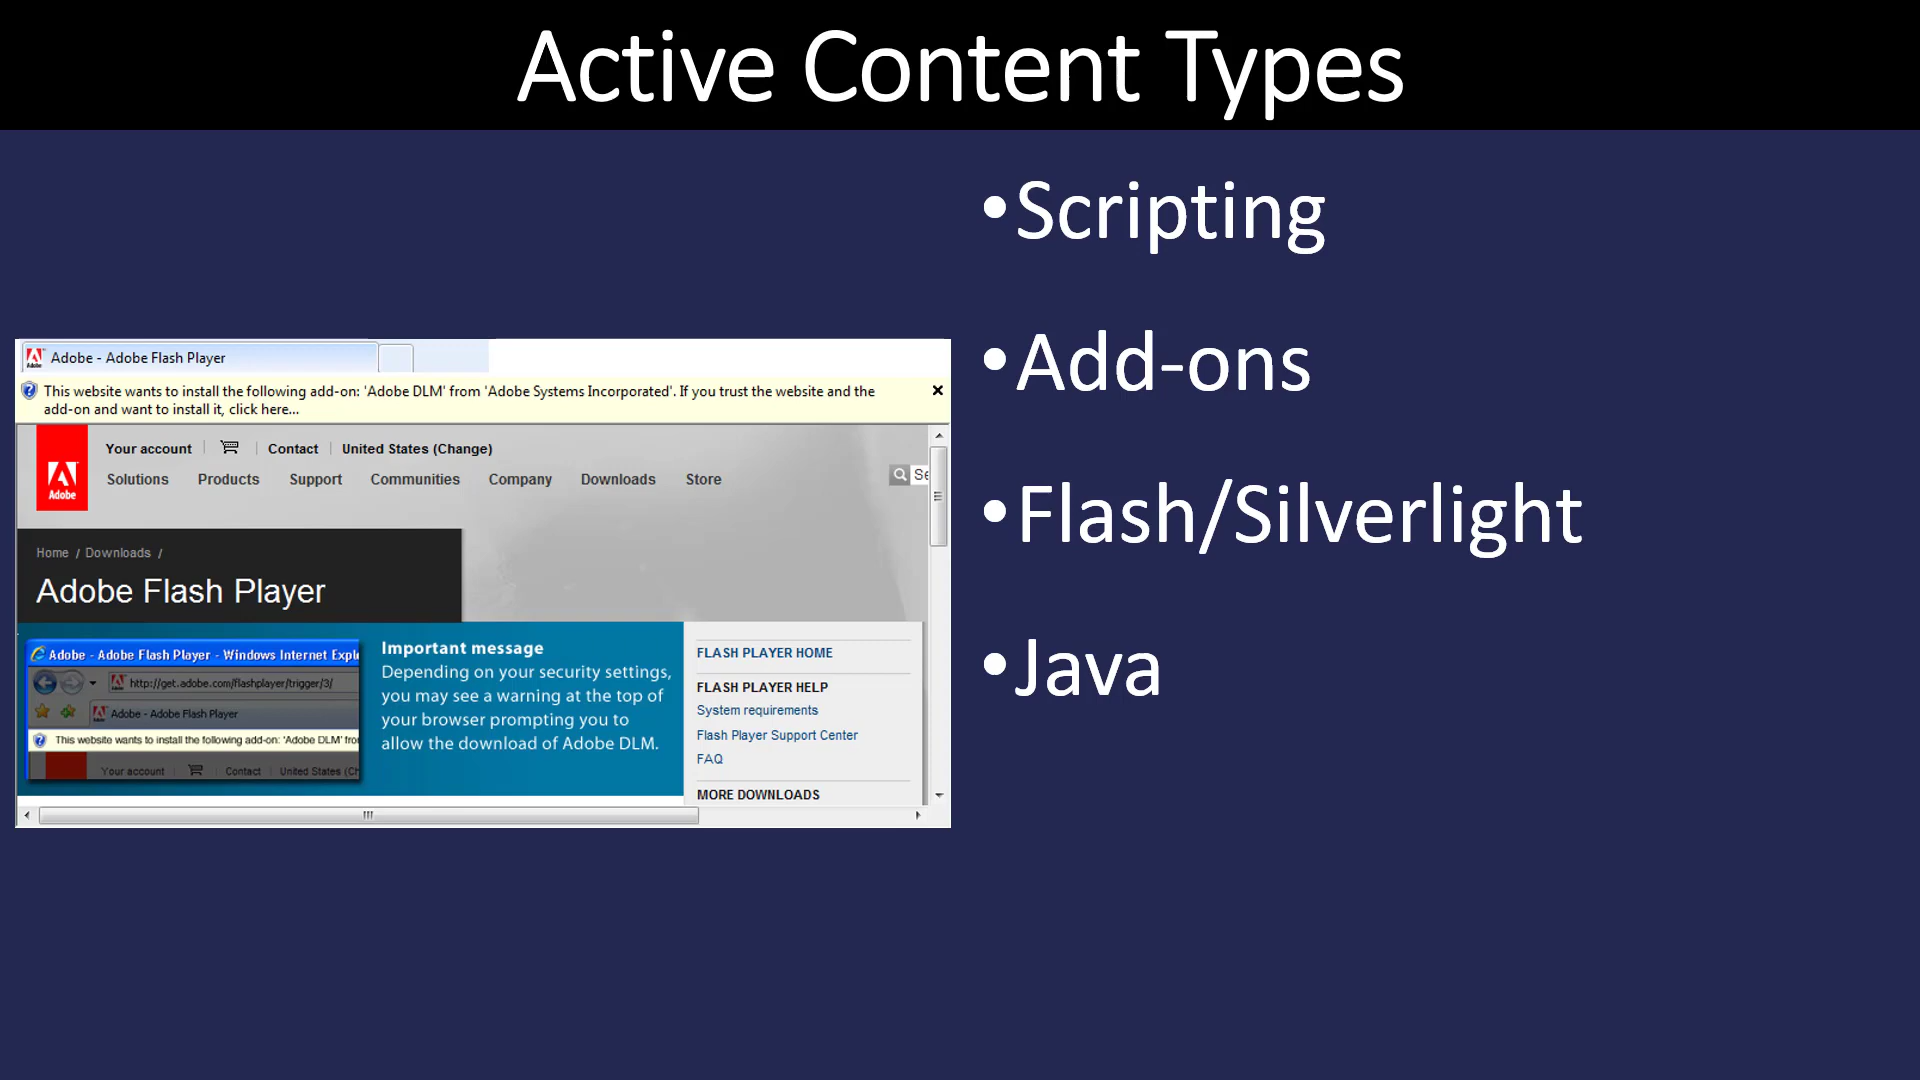 Active Content Types
•Scripting
•Add-ons
•Flash/Silverlight
•Java
Adobe - Adobe Flash Player
This website wants to install the following add-on: 'Adobe DLM' from 'Adobe Systems Incorporated'. If you trust the website and the
add-on and want to install it, click here...
Adobe
Your account | Contact | United States (Change)
Solutions Products Support Communities Company Downloads Store
Home / Downloads /
Adobe Flash Player
Adobe - Adobe Flash Player - Windows Internet Expl
http://get.adobe.com/flashplayer/trigger/3/
Adobe - Adobe Flash Player
This website wants to install the following add-on: 'Adobe DLM' fro
Your account Contact United States (Ch
Important message
Depending on your security settings,
you may see a warning at the top of
your browser prompting you to
allow the download of Adobe DLM.
FLASH PLAYER HOME
FLASH PLAYER HELP
System requirements
Flash Player Support Center
FAQ
MORE DOWNLOADS